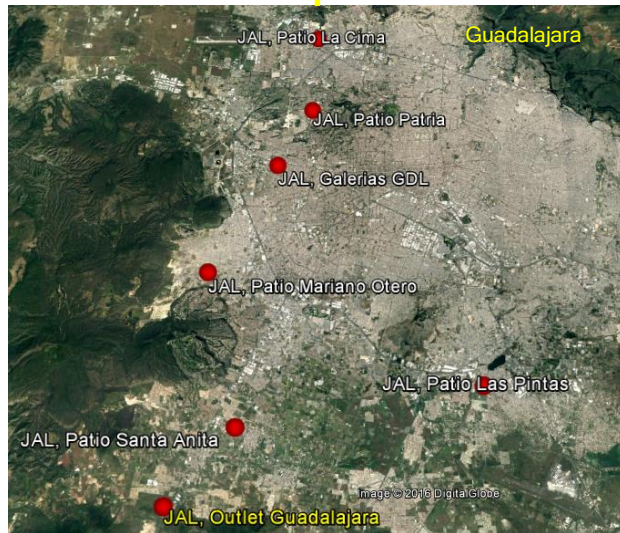 JAL, Patio La Cima
Guadalajara
JAL, Patio Patria
JAL, Galerias GDL
JAL, Patio Mariano Otero
JAL, Patio Las Pintas
JAL, Patio Santa Anita
Image © 2016 DigitalGlobe
JAL, Outlet Guadalajara